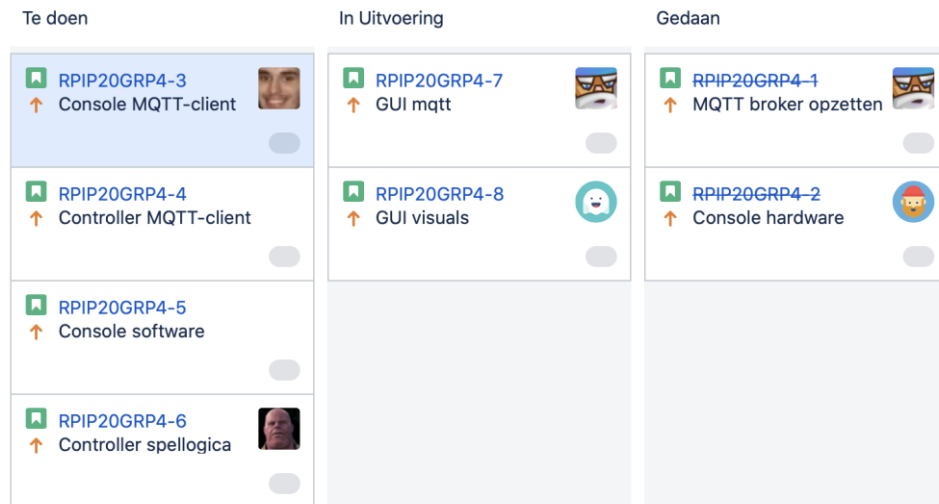 Te doen
RPIP20GRP4-3
Console MQTT-client
RPIP20GRP4-4
Controller MQTT-client
RPIP20GRP4-5
Console software
RPIP20GRP4-6
Controller spellogica
In Uitvoering
RPIP20GRP4-7
GUI mqtt
RPIP20GRP4-8
GUI visuals
Gedaan
RPIP20GRP4-1
MQTT broker opzetten
RPIP20GRP4-2
Console hardware